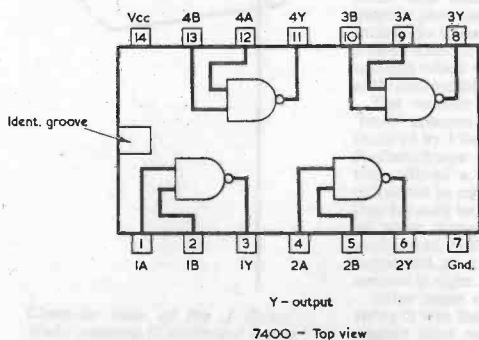 Vcc 4B 4A 4Y 3B 3A 3Y
14 13 12 11 10 9 8
Ident. groove
1 2 3 4 5 6 7
1A 1B 1Y 2A 2B 2Y Gnd.
Y - output
7400 - Top view